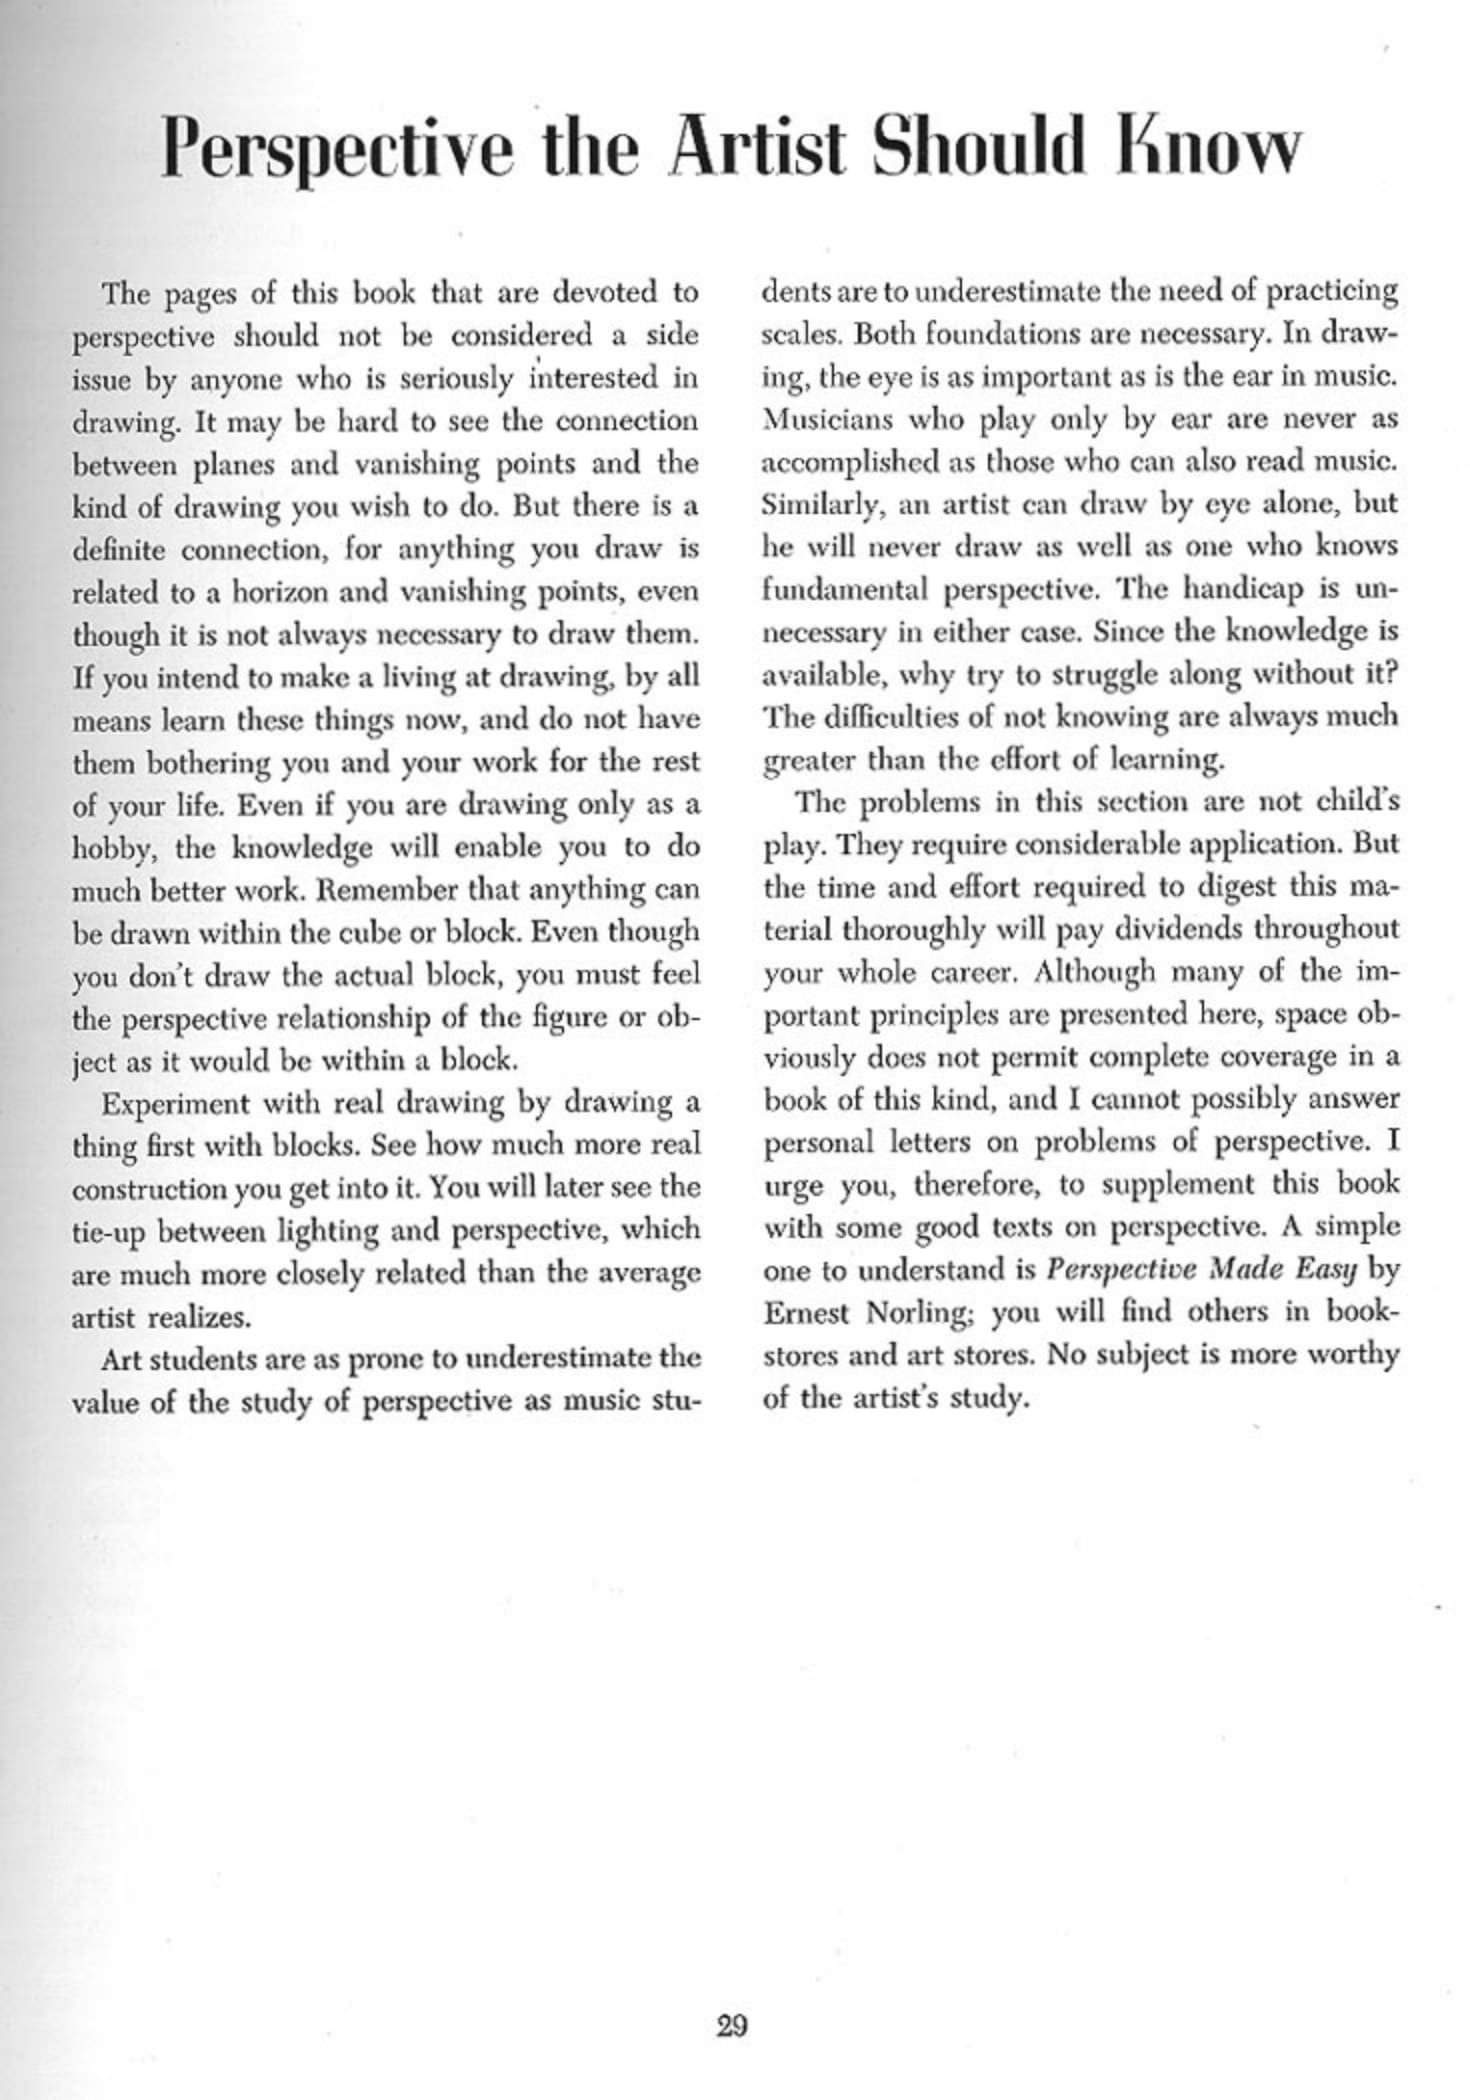 Perspective the Artist Should Know
The pages of this book that are devoted to
perspective should not be considered a side
issue by anyone who is seriously interested in
drawing. It may be hard to see the connection
between planes and vanishing points and the
kind of drawing you wish to do. But there is a
definite connection, for anything you draw is
related to a horizon and vanishing points, even
though it is not always necessary to draw them.
If you intend to make a living at drawing, by all
means learn these things now, and do not have
them bothering you and your work for the rest
of your life. Even if you are drawing only as a
hobby, the knowledge will enable you to do
much better work. Remember that anything can
be drawn within the cube or block. Even though
you don't draw the actual block, you must feel
the perspective relationship of the figure or ob-
ject as it would be within a block.
Experiment with real drawing by drawing a
thing first with blocks. See how much more real
construction you get into it. You will later see the
tie-up between lighting and perspective, which
are much more closely related than the average
artist realizes.
Art students are as prone to underestimate the
value of the study of perspective as music stu-
dents are to underestimate the need of practicing
scales. Both foundations are necessary. In draw-
ing, the eye is as important as is the ear in music.
Musicians who play only by ear are never as
accomplished as those who can also read music.
Similarly, an artist can draw by eye alone, but
he will never draw as well as one who knows
fundamental perspective. The handicap is un-
necessary in either case. Since the knowledge is
available, why try to struggle along without it?
The difficulties of not knowing are always much
greater than the effort of learning.
The problems in this section are not child's
play. They require considerable application. But
the time and effort required to digest this ma-
terial thoroughly will pay dividends throughout
your whole career. Although many of the im-
portant principles are presented here, space ob-
viously does not permit complete coverage in a
book of this kind, and I cannot possibly answer
personal letters on problems of perspective. I
urge you, therefore, to supplement this book
with some good texts on perspective. A simple
one to understand is Perspective Made Easy by
Ernest Norling; you will find others in book-
stores and art stores. No subject is more worthy
of the artist's study.
29